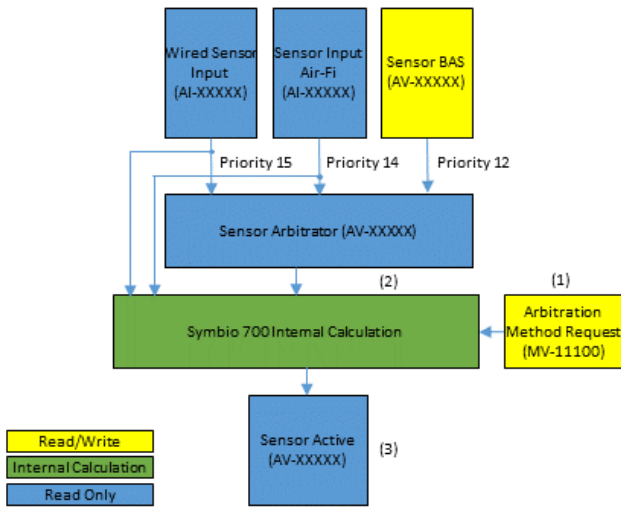 Wired Sensor
Input
(AI-XXXXX)
Sensor Input
Air-Fi
(AI-XXXXX)
Sensor BAS
(AV-XXXXX)
Priority 15
Priority 14
Priority 12
Sensor Arbitrator (AV-XXXXX)
(2)
(1)
Symbio 700 Internal Calculation
Arbitration
Method Request
(MV-11100)
Sensor Active
(AV-XXXXX)
(3)
Read/Write
Internal Calculation
Read Only